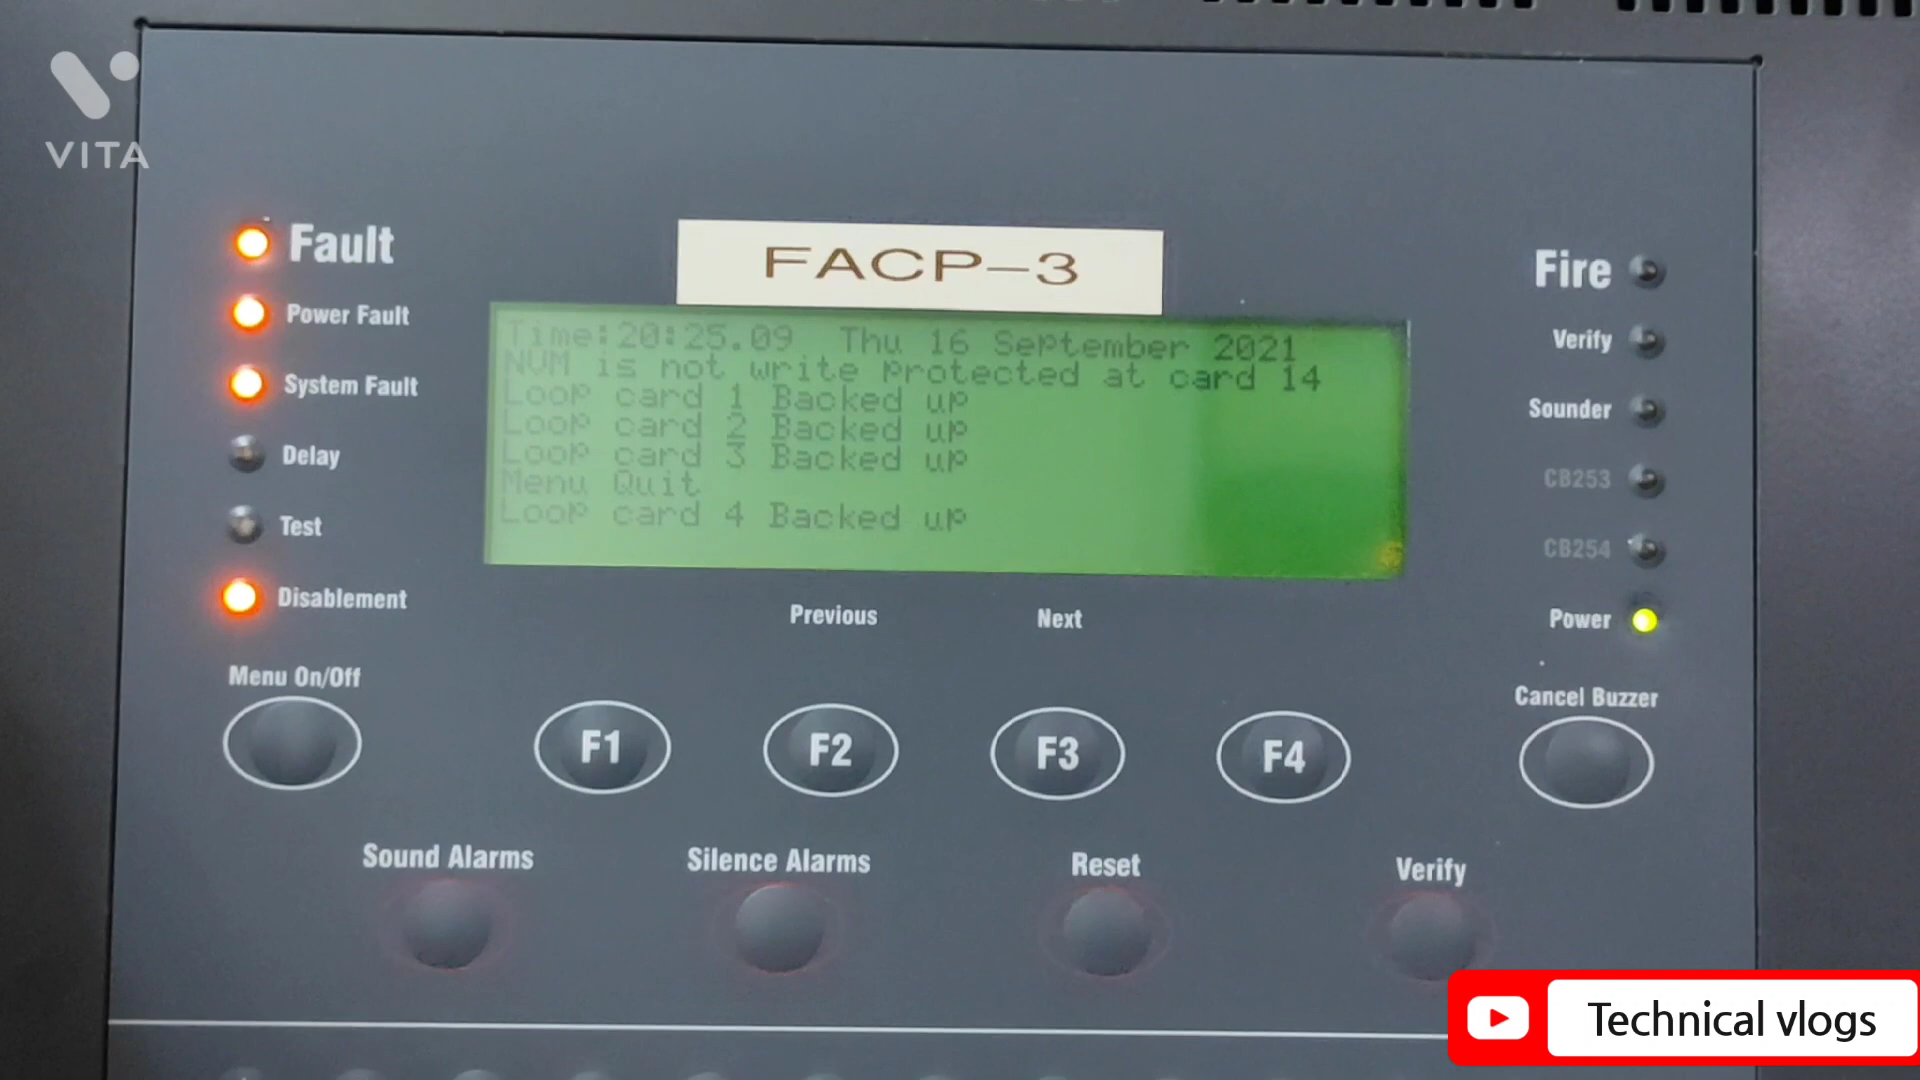 VITA
Fault
Power Fault
System Fault
Delay
Test
Disablement
FACP-3
Time:20:25.09 Thu 16 September 2021
NVM is not write protected at card 14
Loop card 1 Backed up
Loop card 2 Backed up
Loop card 3 Backed up
Menu Quit
Loop card 4 Backed up
Fire
Verify
Sounder
CB253
CB254
Power
Previous
Next
Menu On/Off
F1
F2
F3
F4
Cancel Buzzer
Sound Alarms
Silence Alarms
Reset
Verify
Technical vlogs